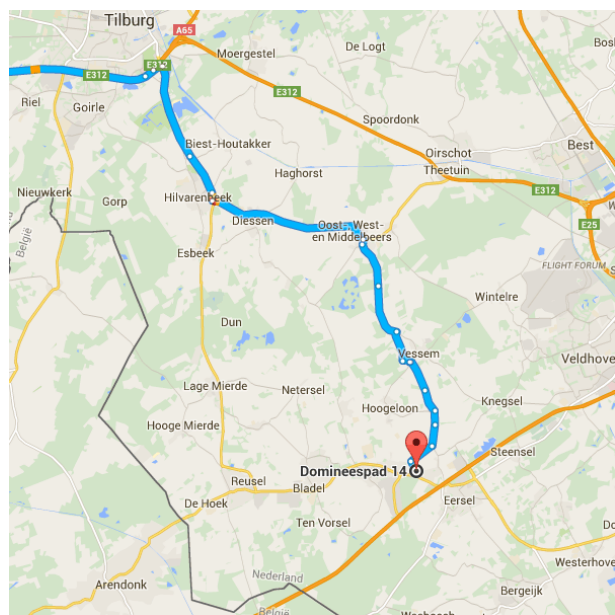 Tilburg
A65
Moergestel
De Logt
E312
Riel
Goirle
E312
Spoordonk
Biest-Houtakker
Oirschot
Best
Haghorst
Theetuin
Nieuwkerk
Gorp
Hilvarenbeek
E312
België
Diessen
Oost-, West-
en Middelbeers
E25
Esbeek
FLIGHT FORUM
Wintelre
Dun
Vessem
Veldhove
Lage Mierde
Netersel
Knegsel
Hoogeloon
Hooge Mierde
Steensel
Domineespad 14
Reusel
Bladel
Eersel
De Hoek
Ten Vorsel
Westerhove
Nederland
Arendonk
België
Bergeijk